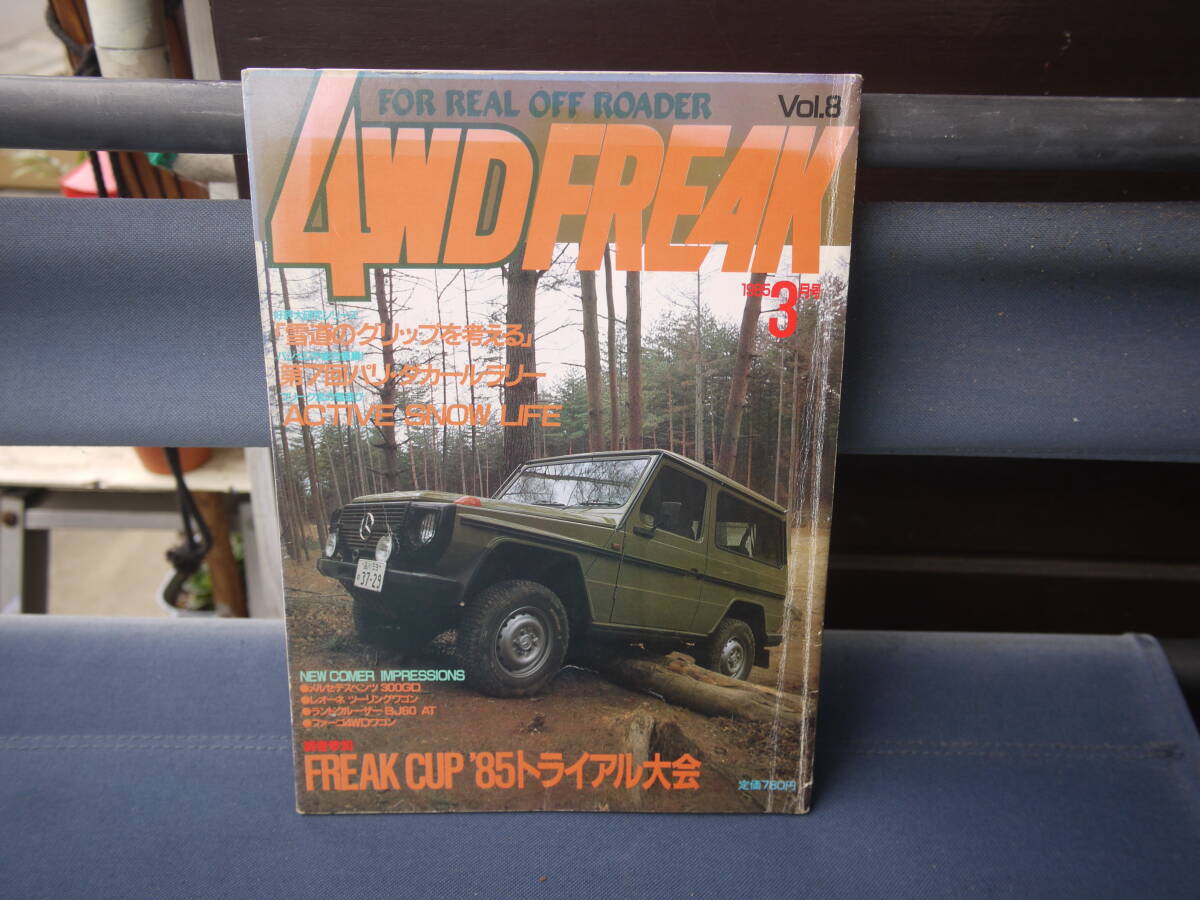 FOR REAL OFF ROADER
Vol.8
4WD FREAK
1985 3月号
「雪道のグリップを考える」
第7回パリ・ダカール・ラリー
ACTIVE SNOW LIFE
37-29
NEW COMER IMPRESSIONS
●メルセデスベンツ 300GD
●レオーネ ツーリングワゴン
●ランドクルーザー BJ60 AT
●ファーゴ4WDワゴン
FREAK CUP '85トライアル大会
定価780円